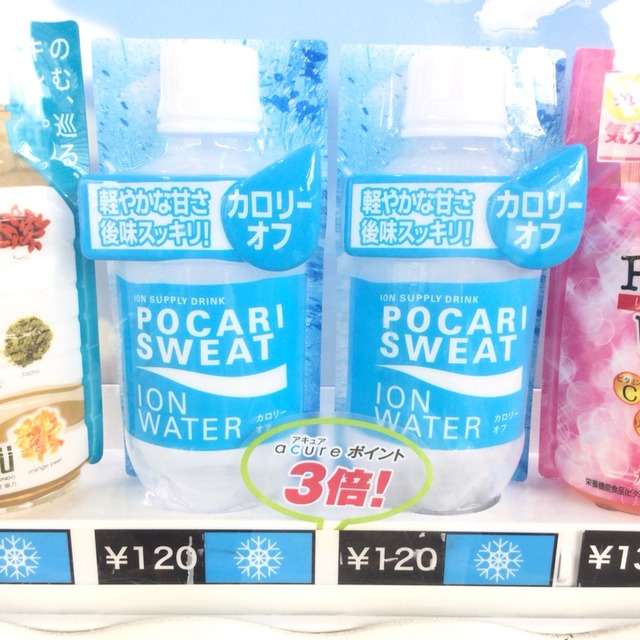 のむ、巡る
軽やかな甘さ
後味スッキリ!
カロリー
オフ
ION SUPPLY DRINK
POCARI
SWEAT
ION
WATER
カロリー
オフ
軽やかな甘さ
後味スッキリ!
カロリー
オフ
ION SUPPLY DRINK
POCARI
SWEAT
ION
WATER
カロリー
オフ
アキュア
acure ポイント
3倍!
orange peel
C
¥120
¥120
¥13